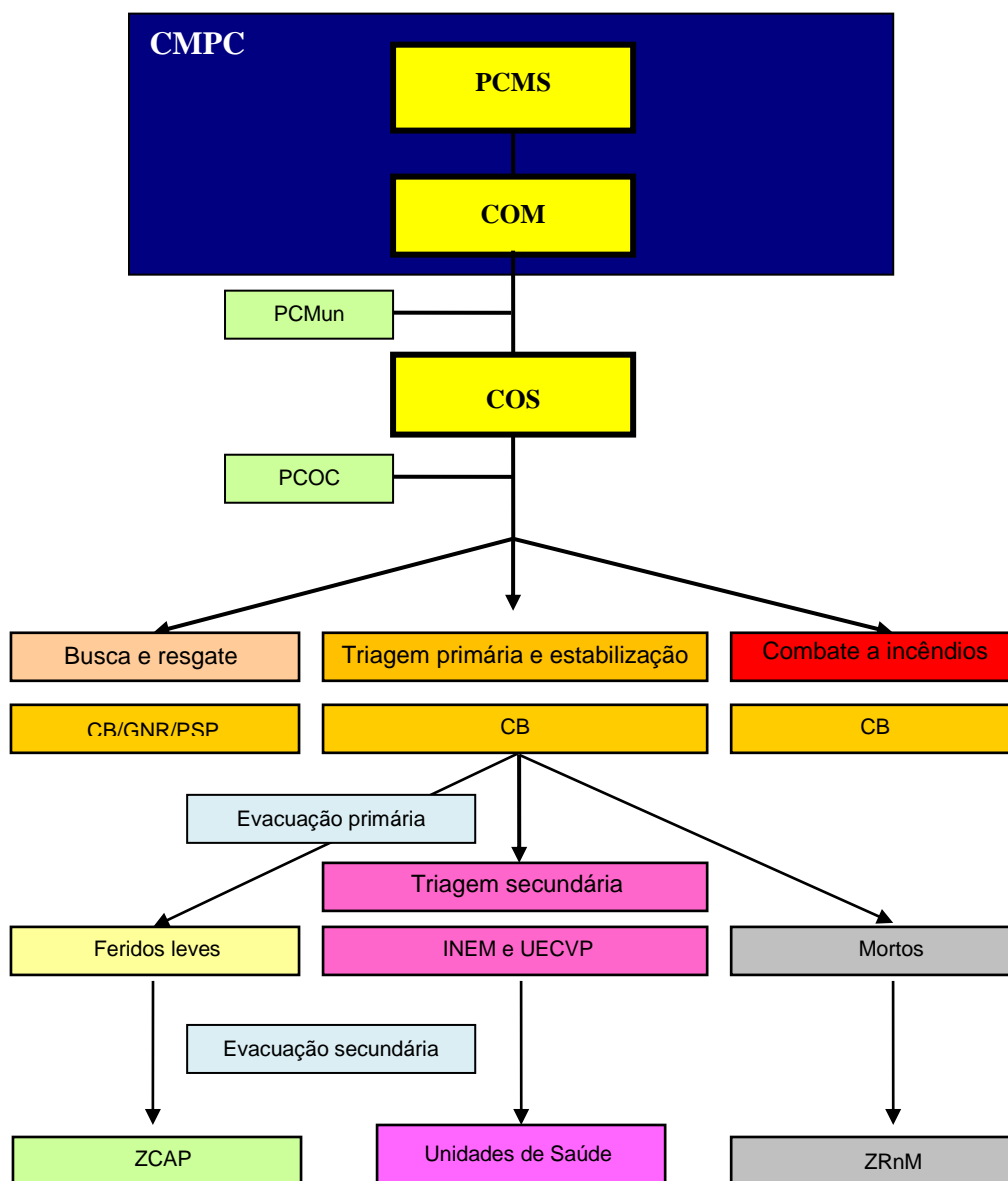 CMPC
PCMS
COM
PCMun
COS
PCOC
Busca e resgate
Triagem primária e estabilização
Combate a incêndios
CB/GNR/PSP
CB
CB
Evacuação primária
Triagem secundária
Feridos leves
INEM e UECVP
Mortos
Evacuação secundária
ZCAP
Unidades de Saúde
ZRnM